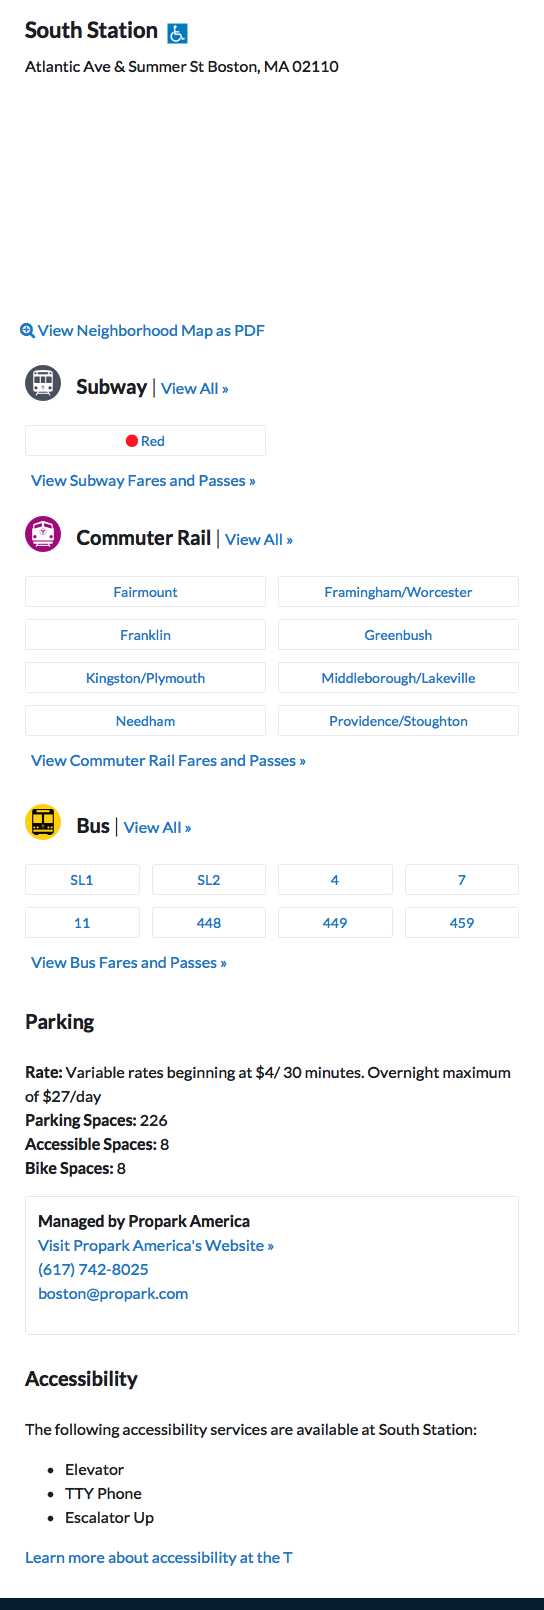 South Station
Atlantic Ave & Summer St Boston, MA 02110
View Neighborhood Map as PDF
Subway | View All »
Red
View Subway Fares and Passes »
Commuter Rail | View All »
Fairmount Framingham/Worcester
Franklin Greenbush
Kingston/Plymouth Middleborough/Lakeville
Needham Providence/Stoughton
View Commuter Rail Fares and Passes »
Bus | View All »
SL1 SL2 4 7
11 448 449 459
View Bus Fares and Passes »
Parking
Rate: Variable rates beginning at $4/ 30 minutes. Overnight maximum
of $27/day
Parking Spaces: 226
Accessible Spaces: 8
Bike Spaces: 8
Managed by Propark America
Visit Propark America's Website »
(617) 742-8025
boston@propark.com
Accessibility
The following accessibility services are available at South Station:
• Elevator
• TTY Phone
• Escalator Up
Learn more about accessibility at the T